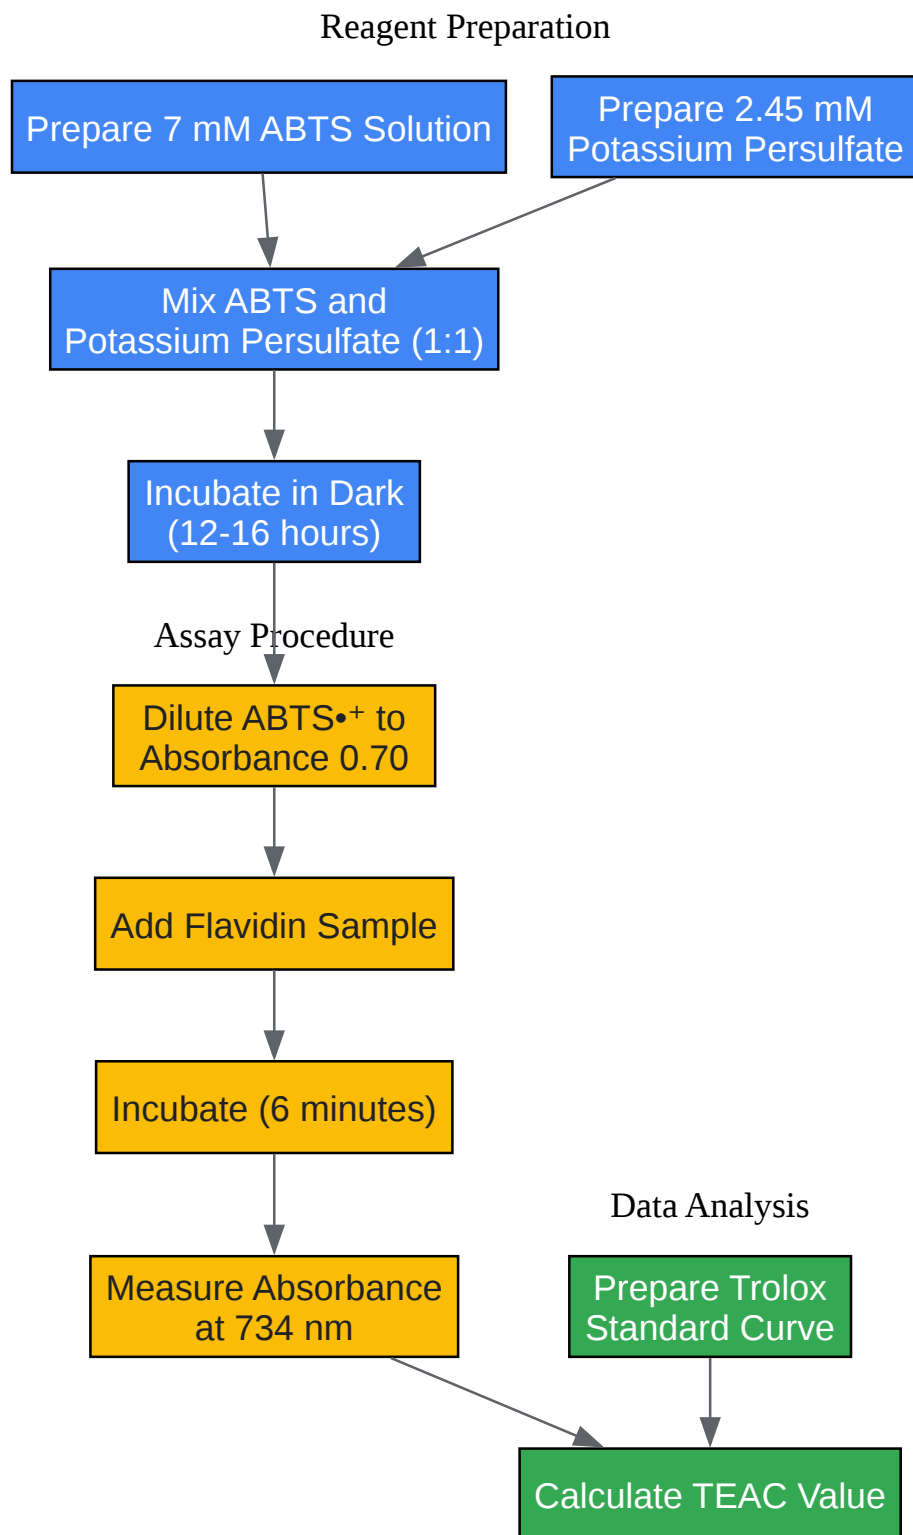 Reagent Preparation
Prepare 7 mM ABTS Solution
Prepare 2.45 mM
Potassium Persulfate
Mix ABTS and
Potassium Persulfate (1:1)
Incubate in Dark
(12-16 hours)
Assay Procedure
Dilute ABTS•⁺ to
Absorbance 0.70
Add Flavidin Sample
Incubate (6 minutes)
Measure Absorbance
at 734 nm
Data Analysis
Prepare Trolox
Standard Curve
Calculate TEAC Value